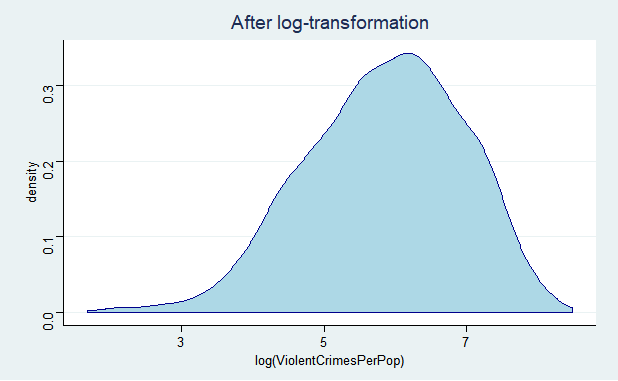 After log-transformation
density
0.3
0.2
0.1
0.0
3 5 7
log(ViolentCrimesPerPop)